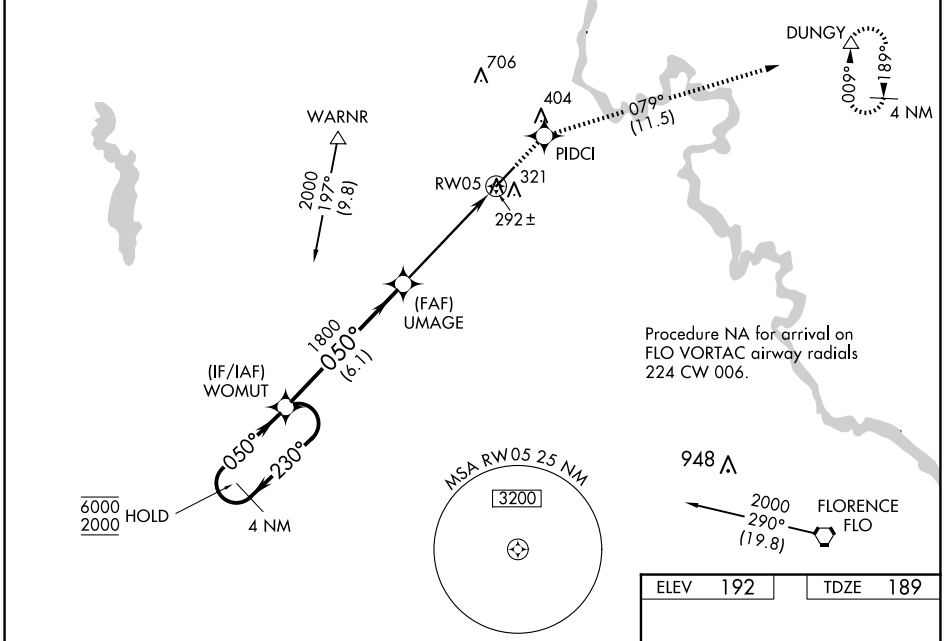 DUNGY
009°
189°
4 NM
706
404
079°
(11.5)
WARNR
PIDCI
2000
197°
(9.8)
RW05
321
292±
(FAF)
UMAGE
1800
050°
(6.1)
Procedure NA for arrival on
FLO VORTAC airway radials
224 CW 006.
(IF/IAF)
WOMUT
050°
230°
6000
2000
HOLD
4 NM
MSA RW05 25 NM
3200
948
2000
290°
(19.8)
FLORENCE
FLO
ELEV 192
TDZE 189